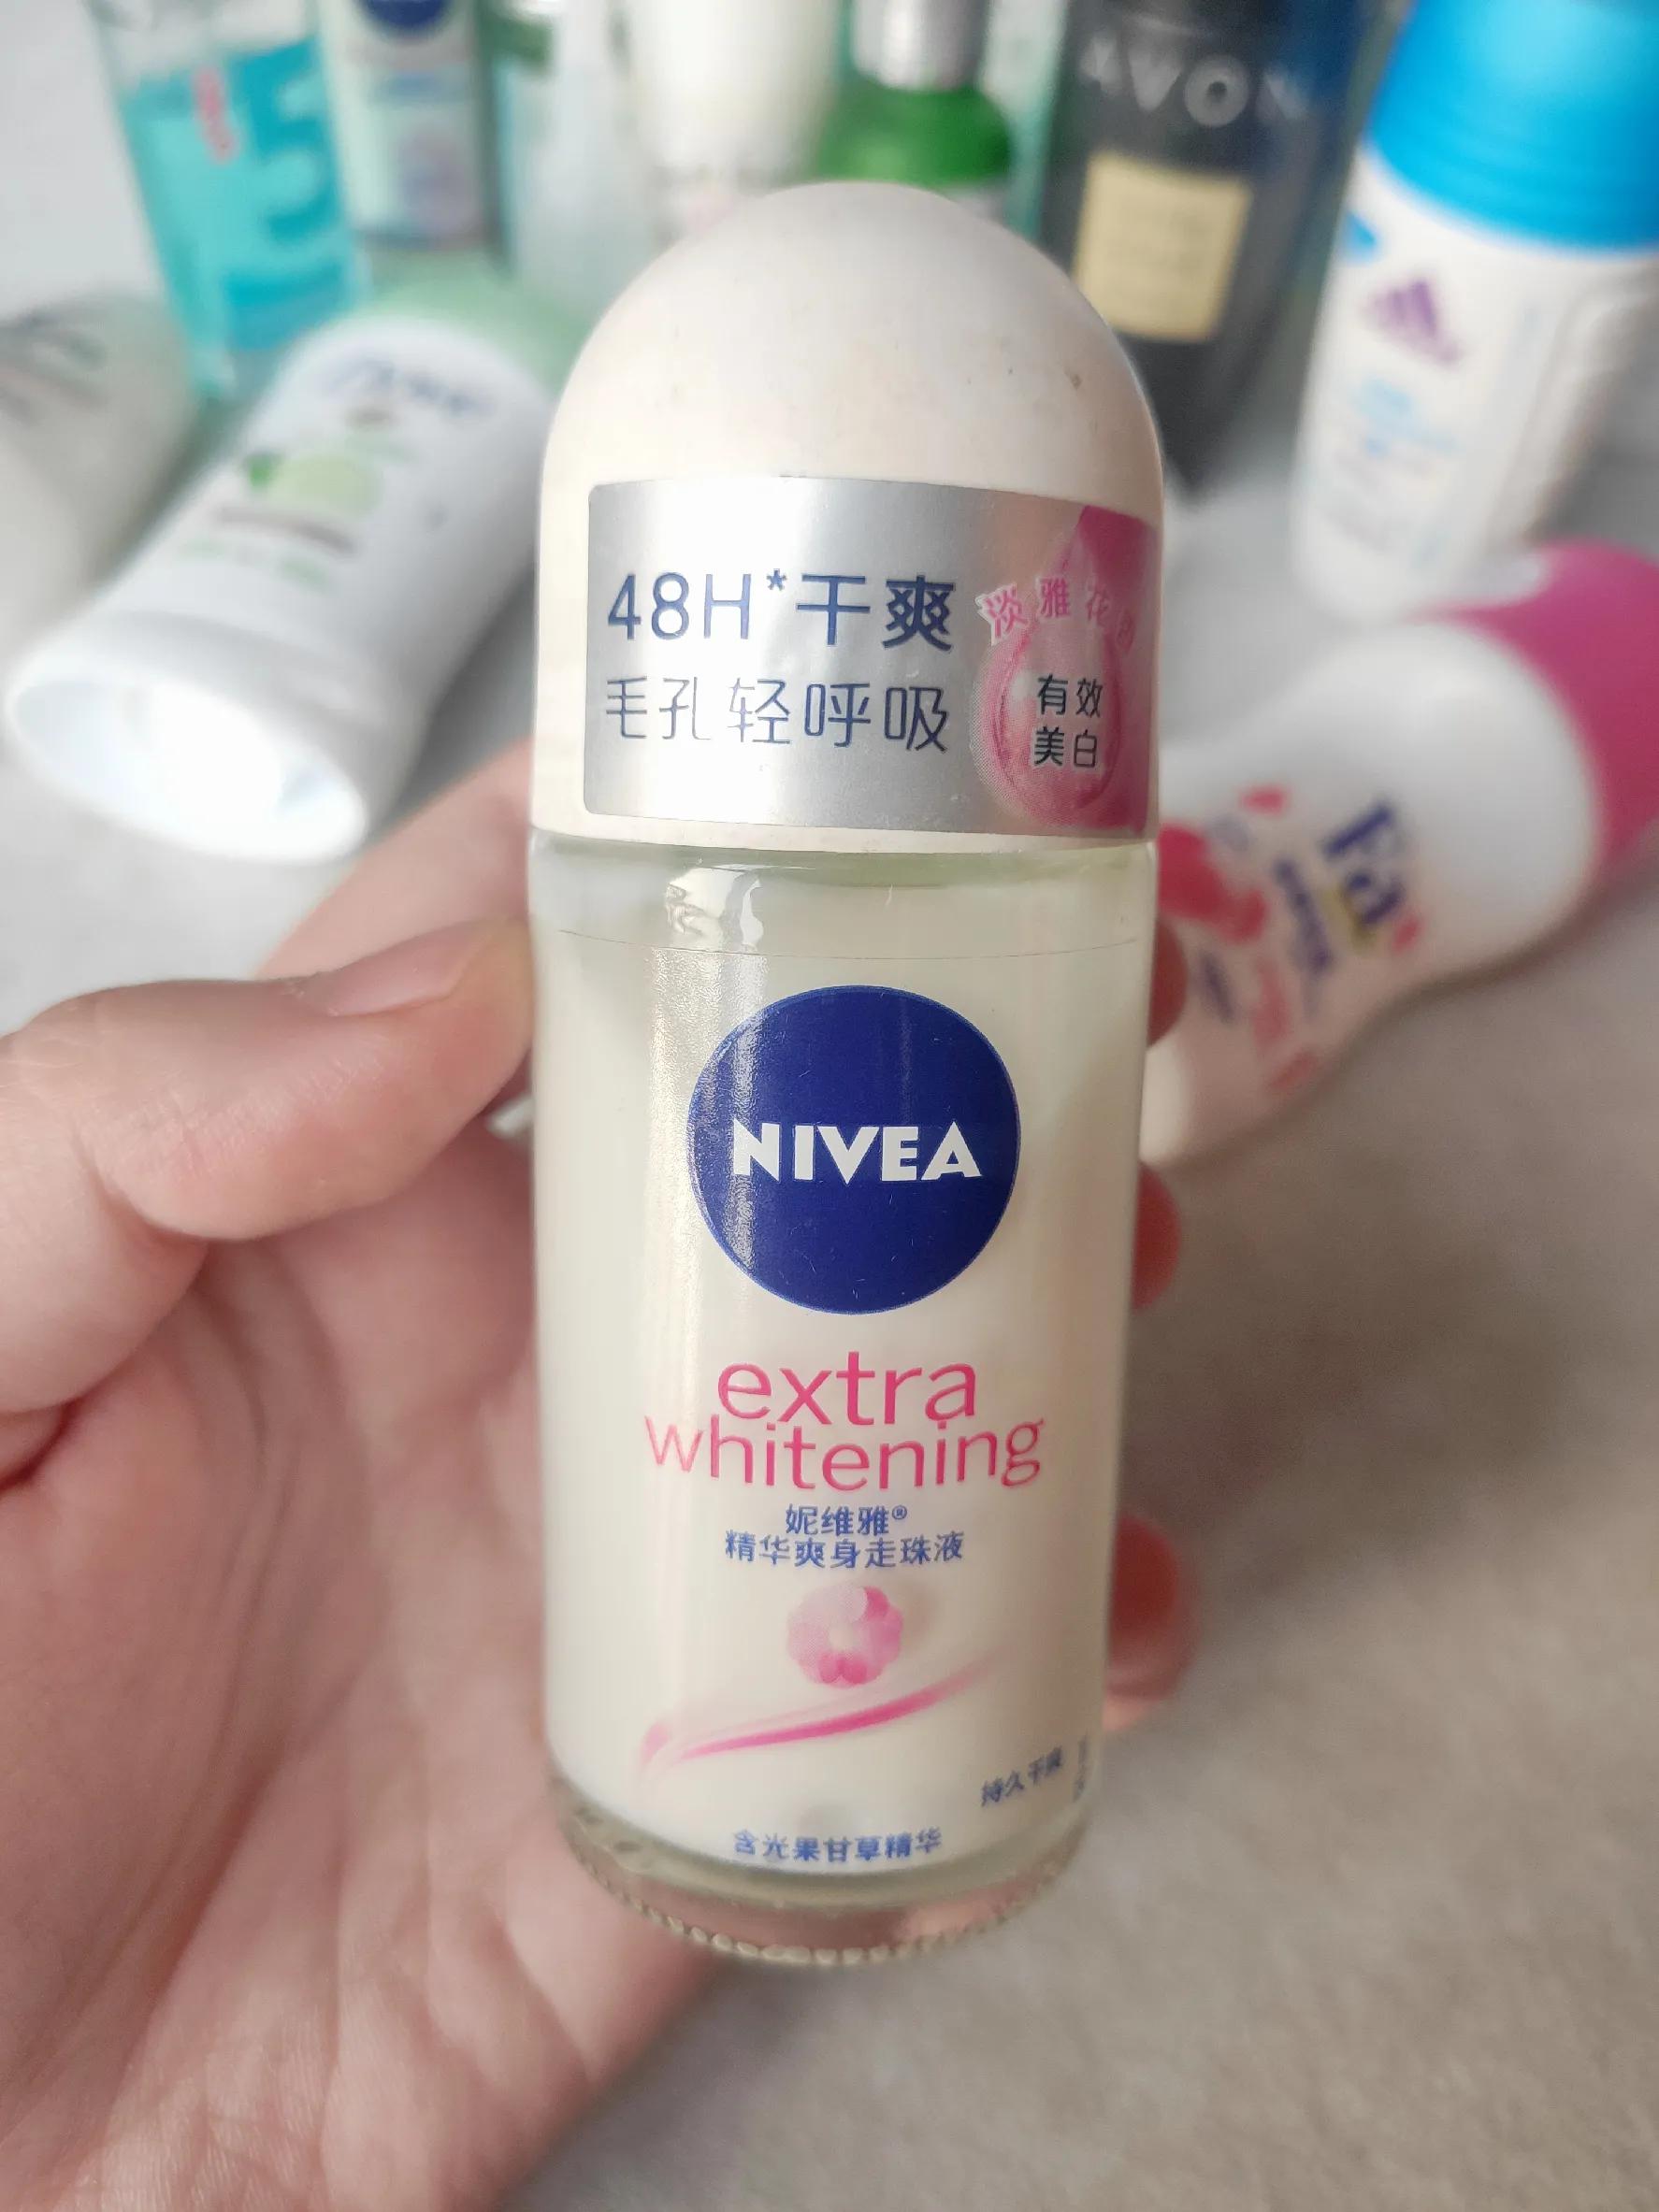 AVON
48H*干爽
毛孔轻呼吸
淡雅花
有效
美白
Fa
NIVEA
extra
whitening
妮维雅®
精华爽身走珠液
持久干爽
含光果甘草精华